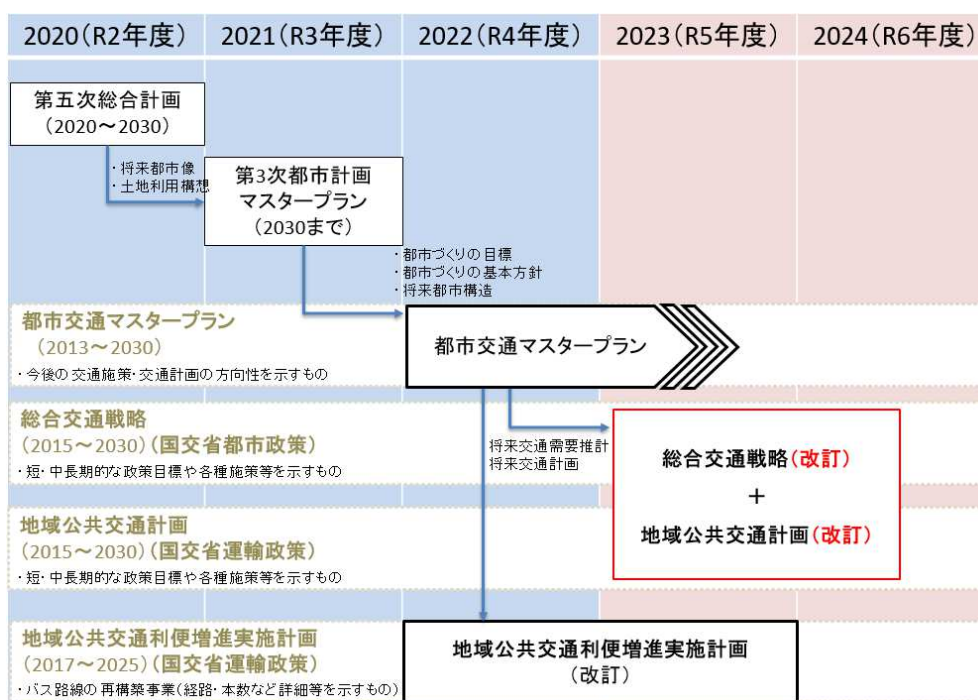 2020(R2年度)
2021(R3年度)
2022(R4年度)
2023(R5年度)
2024(R6年度)
第五次総合計画
(2020～2030)
・将来都市像
・土地利用構想
第3次都市計画
マスタープラン
(2030まで)
・都市づくりの目標
・都市づくりの基本方針
・将来都市構造
都市交通マスタープラン
(2013～2030)
・今後の交通施策・交通計画の方向性を示すもの
都市交通マスタープラン
総合交通戦略
(2015～2030)(国交省都市政策)
・短・中長期的な政策目標や各種施策等を示すもの
将来交通需要推計
将来交通計画
総合交通戦略(改訂)
+
地域公共交通計画(改訂)
地域公共交通計画
(2015～2030)(国交省運輸政策)
・短・中長期的な政策目標や各種施策等を示すもの
地域公共交通利便増進実施計画
(2017～2025)(国交省運輸政策)
・バス路線の再構築事業(経路・本数など詳細等を示すもの)
地域公共交通利便増進実施計画
(改訂)